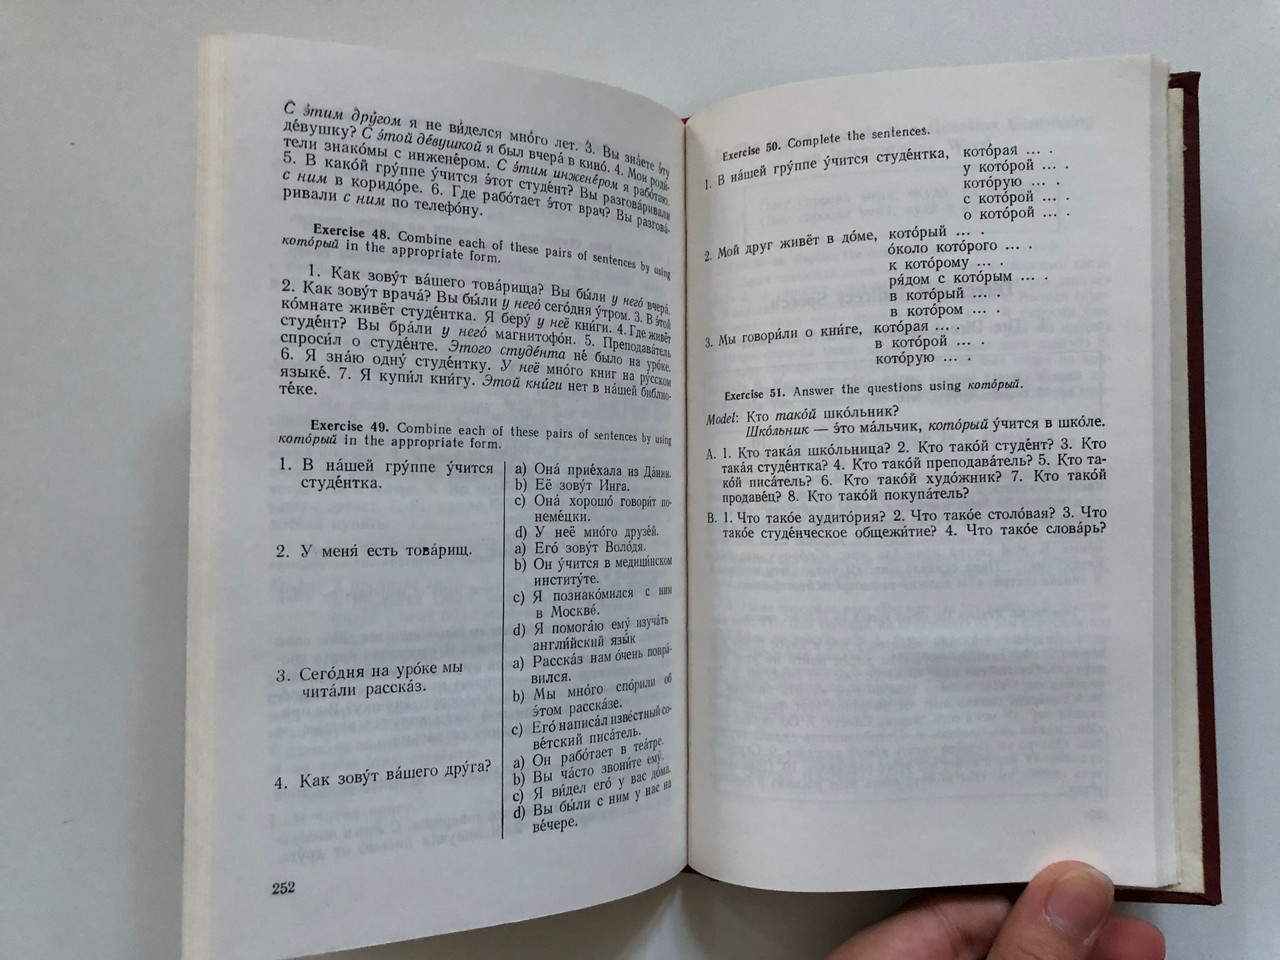 С э́тим дру́гом я не ви́делся мно́го лет. 3. Вы зна́ете э́ту
де́вушку? С э́той де́вушкой я был вчера́ в кино́. 4. Мои́ роди́-
тели знако́мы с инжене́ром. С э́тим инжене́ром я рабо́таю.
5. В како́й гру́ппе у́чится э́тот студе́нт? Вы разгова́ривали
с ним в коридо́ре. 6. Где рабо́тает э́тот врач? Вы разгова́-
ривали с ним по телефо́ну.
Exercise 48. Combine each of these pairs of sentences by using
кото́рый in the appropriate form.
1. Как зову́т ва́шего това́рища? Вы бы́ли у него́ вчера́.
2. Как зову́т врача́? Вы бы́ли у него́ сего́дня у́тром. 3. В э́той
ко́мнате живёт студе́нтка. Я беру́ у неё кни́ги. 4. Где живёт
студе́нт? Вы бра́ли у него́ магнитофо́н. 5. Преподава́тель
спроси́л о студе́нте. Этого студе́нта не́ было на уро́ке.
6. Я зна́ю одну́ студе́нтку. У неё мно́го книг на ру́сском
языке́. 7. Я купи́л кни́гу. Этой кни́ги нет в на́шей библио-
те́ке.
Exercise 49. Combine each of these pairs of sentences by using
кото́рый in the appropriate form.
1. В на́шей гру́ппе у́чится
студе́нтка.
a) Она́ прие́хала из Да́нии.
b) Её зову́т Инга.
c) Она́ хорошо́ говори́т по-
неме́цки.
d) У неё мно́го друзе́й.
2. У меня́ есть това́рищ.
a) Его́ зову́т Воло́дя.
b) Он у́чится в медици́нском
институ́те.
c) Я познако́мился с ним
в Москве́.
d) Я помога́ю ему́ изуча́ть
англи́йский язы́к
3. Сего́дня на уро́ке мы
чита́ли расска́з.
a) Расска́з нам о́чень понра́-
вился.
b) Мы мно́го спо́рили об
э́том расска́зе.
c) Его́ написа́л изве́стный со-
ве́тский писа́тель.
4. Как зову́т ва́шего дру́га?
a) Он рабо́тает в теа́тре.
b) Вы ча́сто звони́те ему́.
c) Я ви́дел его́ у вас до́ма.
d) Вы бы́ли с ним у нас на
ве́чере.
252
Exercise 50. Complete the sentences.
1. В на́шей гру́ппе у́чится студе́нтка, кото́рая ... .
у кото́рой ... .
кото́рую ... .
с кото́рой ... .
о кото́рой ... .
2. Мой друг живёт в до́ме, кото́рый ... .
о́коло кото́рого ... .
к кото́рому ... .
ря́дом с кото́рым ... .
в кото́рый ... .
в кото́ром ... .
3. Мы говори́ли о кни́ге, кото́рая ... .
в кото́рой ... .
кото́рую ... .
Exercise 51. Answer the questions using кото́рый.
Model: Кто тако́й шко́льник?
Шко́льник — э́то ма́льчик, кото́рый у́чится в шко́ле.
A. 1. Кто така́я шко́льница? 2. Кто тако́й студе́нт? 3. Кто
така́я студе́нтка? 4. Кто тако́й преподава́тель? 5. Кто та-
ко́й писа́тель? 6. Кто тако́й худо́жник? 7. Кто тако́й
продаве́ц? 8. Кто тако́й покупа́тель?
B. 1. Что тако́е аудито́рия? 2. Что тако́е столо́вая? 3. Что
тако́е студе́нческое общежи́тие? 4. Что тако́е слова́рь?